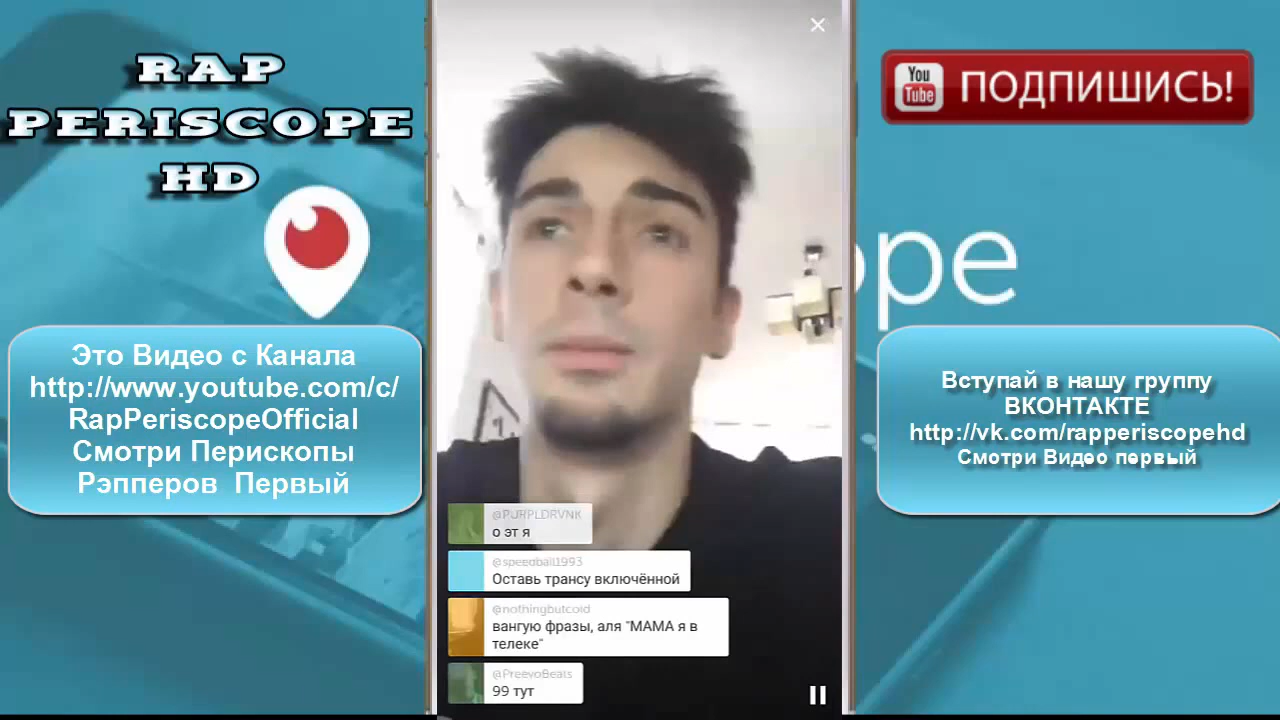 RAP
PERISCOPE
HD
Это Видео с Канала
http://www.youtube.com/c/
RapPeriscopeOfficial
Смотри Перископы
Рэпперов Первый
@PURPLDRVNK
о эт я
@speedball1993
Оставь трансу включённой
@nothingbutcold
вангую фразы, аля "МАМА я в
телеке"
@PreevoBeats
99 тут
You
Tube
ПОДПИШИСЬ!
ope
Вступай в нашу группу
ВКОНТАКТЕ
http://vk.com/rapperiscopehd
Смотри Видео первый